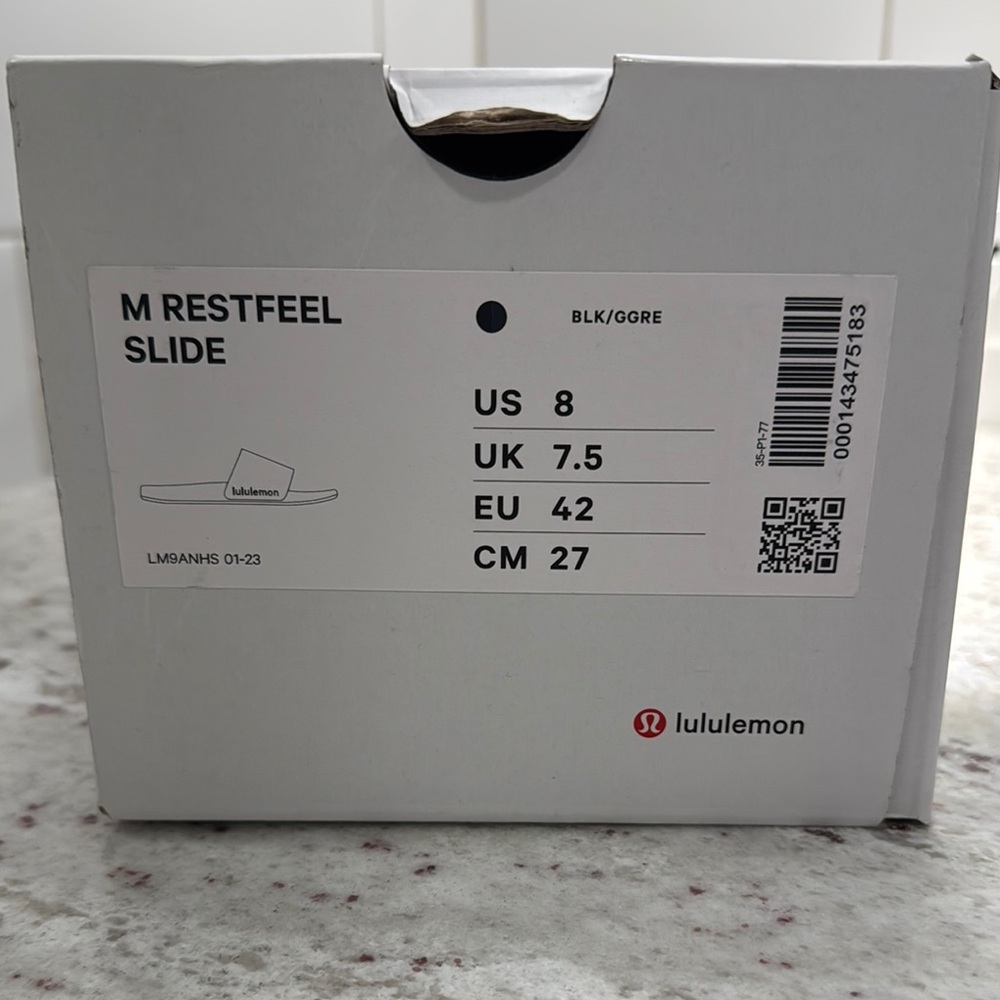 M RESTFEEL
SLIDE
lululemon
LM9ANHS 01-23
BLK/GGRE
US 8
UK 7.5
EU 42
CM 27
35-P1-77
000143475183
lululemon